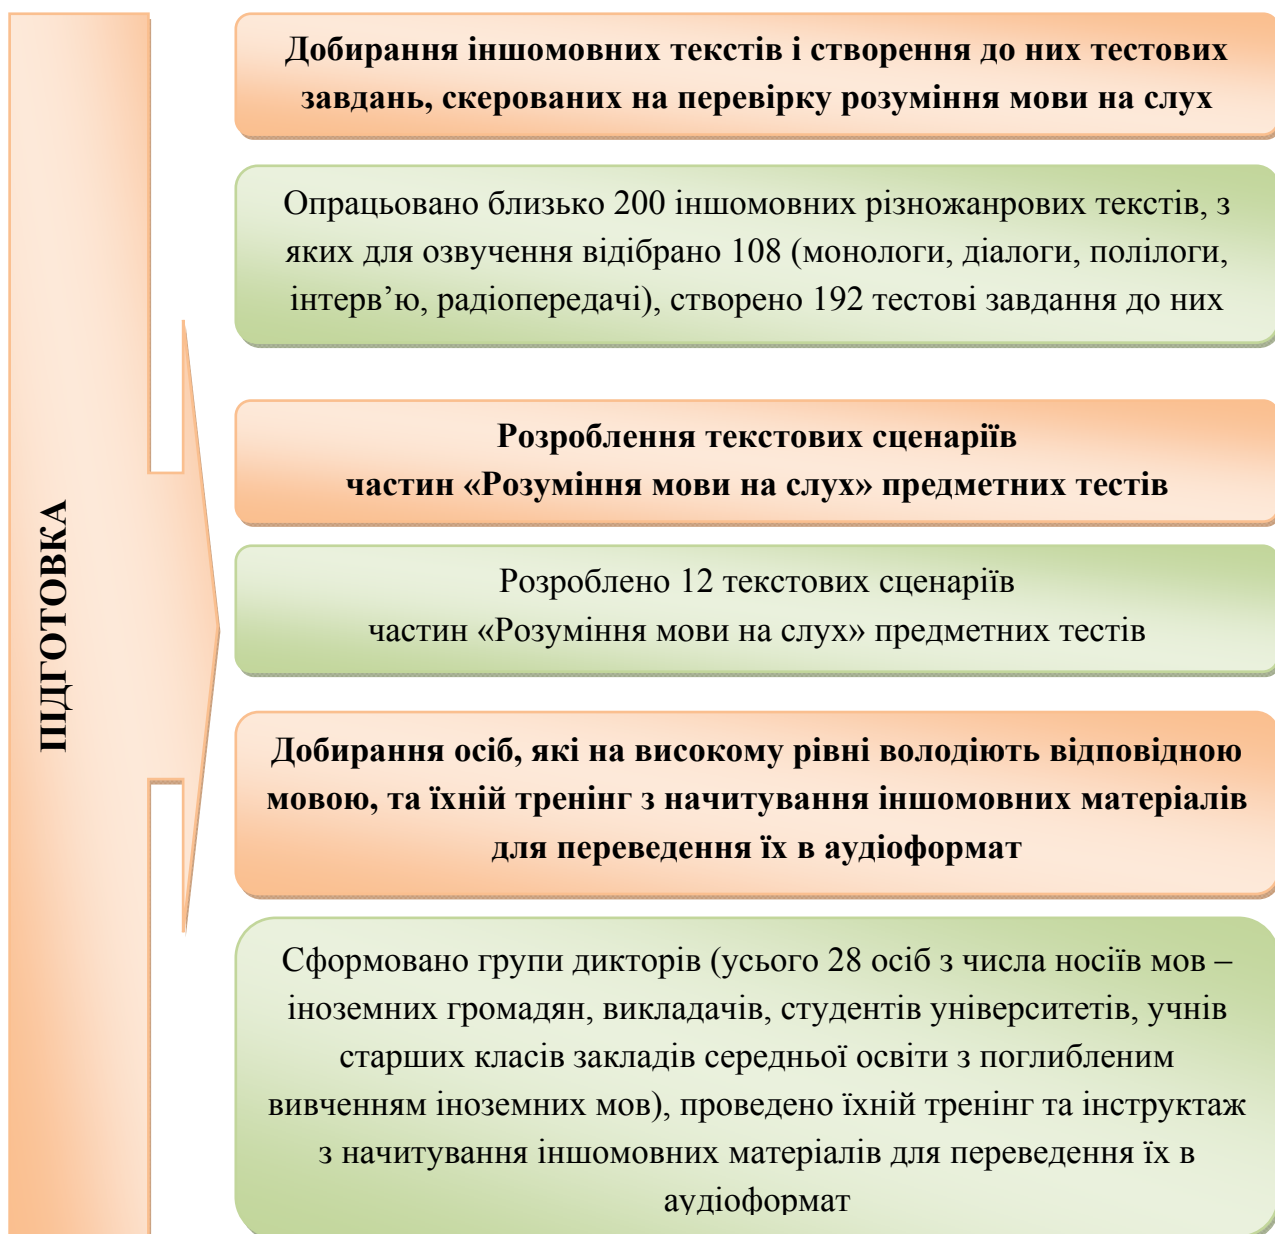 ПІДГОТОВКА
Добирання іншомовних текстів і створення до них тестових
завдань, скерованих на перевірку розуміння мови на слух
Опрацьовано близько 200 іншомовних різножанрових текстів, з
яких для озвучення відібрано 108 (монологи, діалоги, полілоги,
інтерв’ю, радіопередачі), створено 192 тестові завдання до них
Розроблення текстових сценаріїв
частин «Розуміння мови на слух» предметних тестів
Розроблено 12 текстових сценаріїв
частин «Розуміння мови на слух» предметних тестів
Добирання осіб, які на високому рівні володіють відповідною
мовою, та їхній тренінг з начитування іншомовних матеріалів
для переведення їх в аудіоформат
Сформовано групи дикторів (усього 28 осіб з числа носіїв мов –
іноземних громадян, викладачів, студентів університетів, учнів
старших класів закладів середньої освіти з поглибленим
вивченням іноземних мов), проведено їхній тренінг та інструктаж
з начитування іншомовних матеріалів для переведення їх в
аудіоформат